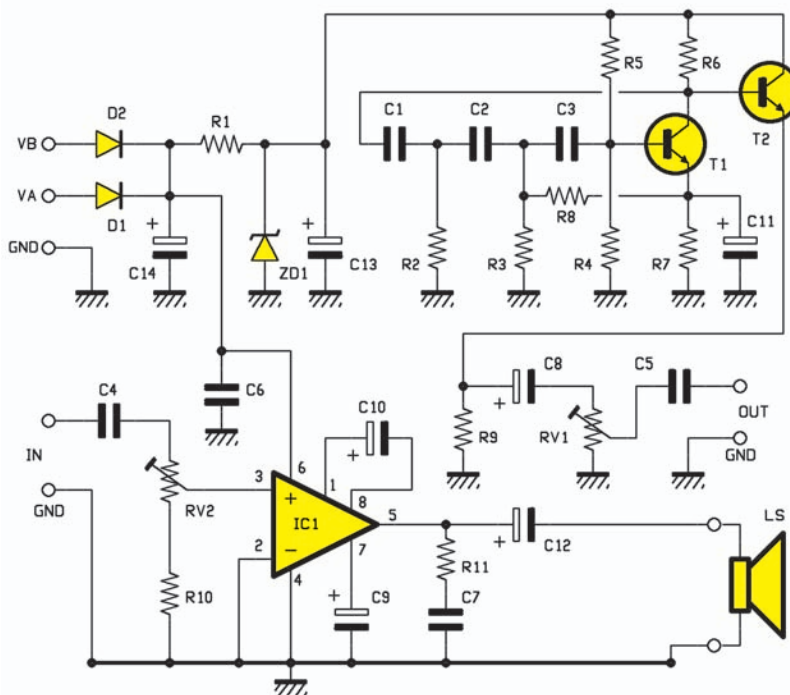 R5
R6
D2
R1
C1
C2
C3
T2
VB
T1
VA
D1
R8
+
+
+
C11
GND
C14
ZD1
C13
R2
R3
R4
R7
C8
C5
C4
C6
C10
+
OUT
R9
RV1
IN
+
6
1
GND
3
+
8
GND
RV2
IC1
5
LS
2
−
7
+
C12
4
R11
R10
+
C9
C7